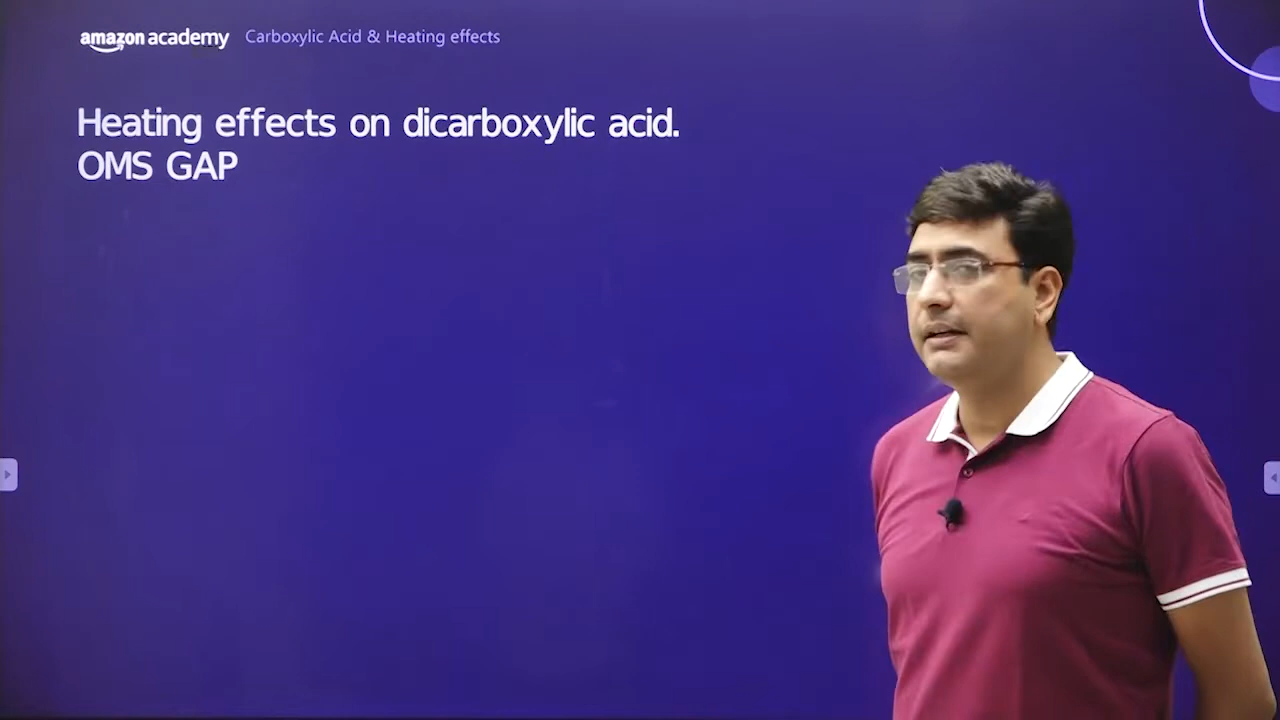 amazon academy Carboxylic Acid & Heating effects
Heating effects on dicarboxylic acid.
OMS GAP